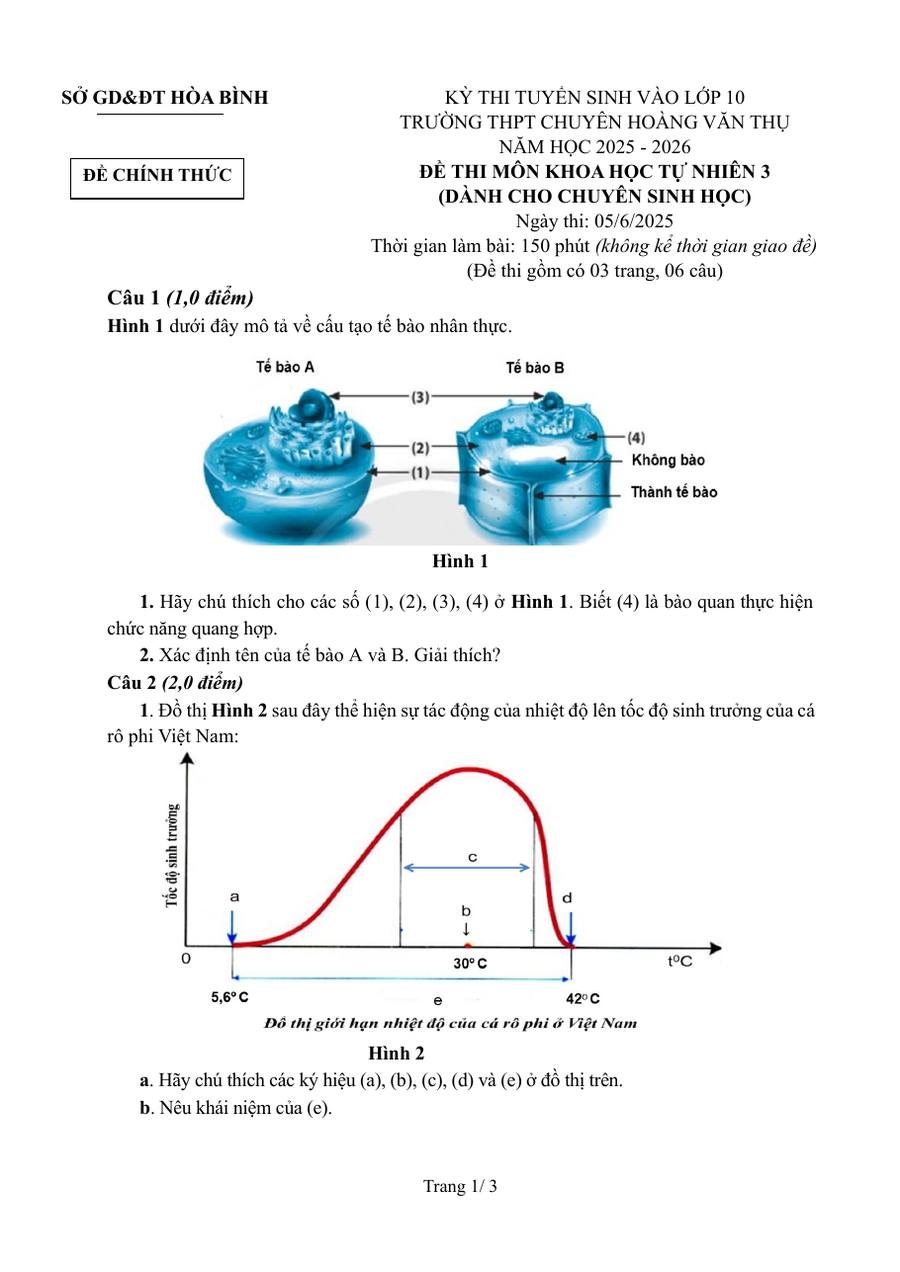 SỞ GD&ĐT HÒA BÌNH
ĐỀ CHÍNH THỨC
KỲ THI TUYỂN SINH VÀO LỚP 10
TRƯỜNG THPT CHUYÊN HOÀNG VĂN THỤ
NĂM HỌC 2025 - 2026
ĐỀ THI MÔN KHOA HỌC TỰ NHIÊN 3
(DÀNH CHO CHUYÊN SINH HỌC)
Ngày thi: 05/6/2025
Thời gian làm bài: 150 phút (không kể thời gian giao đề)
(Đề thi gồm có 03 trang, 06 câu)
Câu 1 (1,0 điểm)
Hình 1 dưới đây mô tả về cấu tạo tế bào nhân thực.
Tế bào A
Tế bào B
(3)
(4)
(2)
Không bào
(1)
Thành tế bào
Hình 1
1. Hãy chú thích cho các số (1), (2), (3), (4) ở Hình 1. Biết (4) là bào quan thực hiện
chức năng quang hợp.
2. Xác định tên của tế bào A và B. Giải thích?
Câu 2 (2,0 điểm)
1. Đồ thị Hình 2 sau đây thể hiện sự tác động của nhiệt độ lên tốc độ sinh trưởng của cá
rô phi Việt Nam:
Tốc độ sinh trưởng
c
a
d
b
0
30⁰ C
t⁰C
5,6⁰ C
e
42⁰ C
Đồ thị giới hạn nhiệt độ của cá rô phi ở Việt Nam
Hình 2
a. Hãy chú thích các ký hiệu (a), (b), (c), (d) và (e) ở đồ thị trên.
b. Nêu khái niệm của (e).
Trang 1/ 3